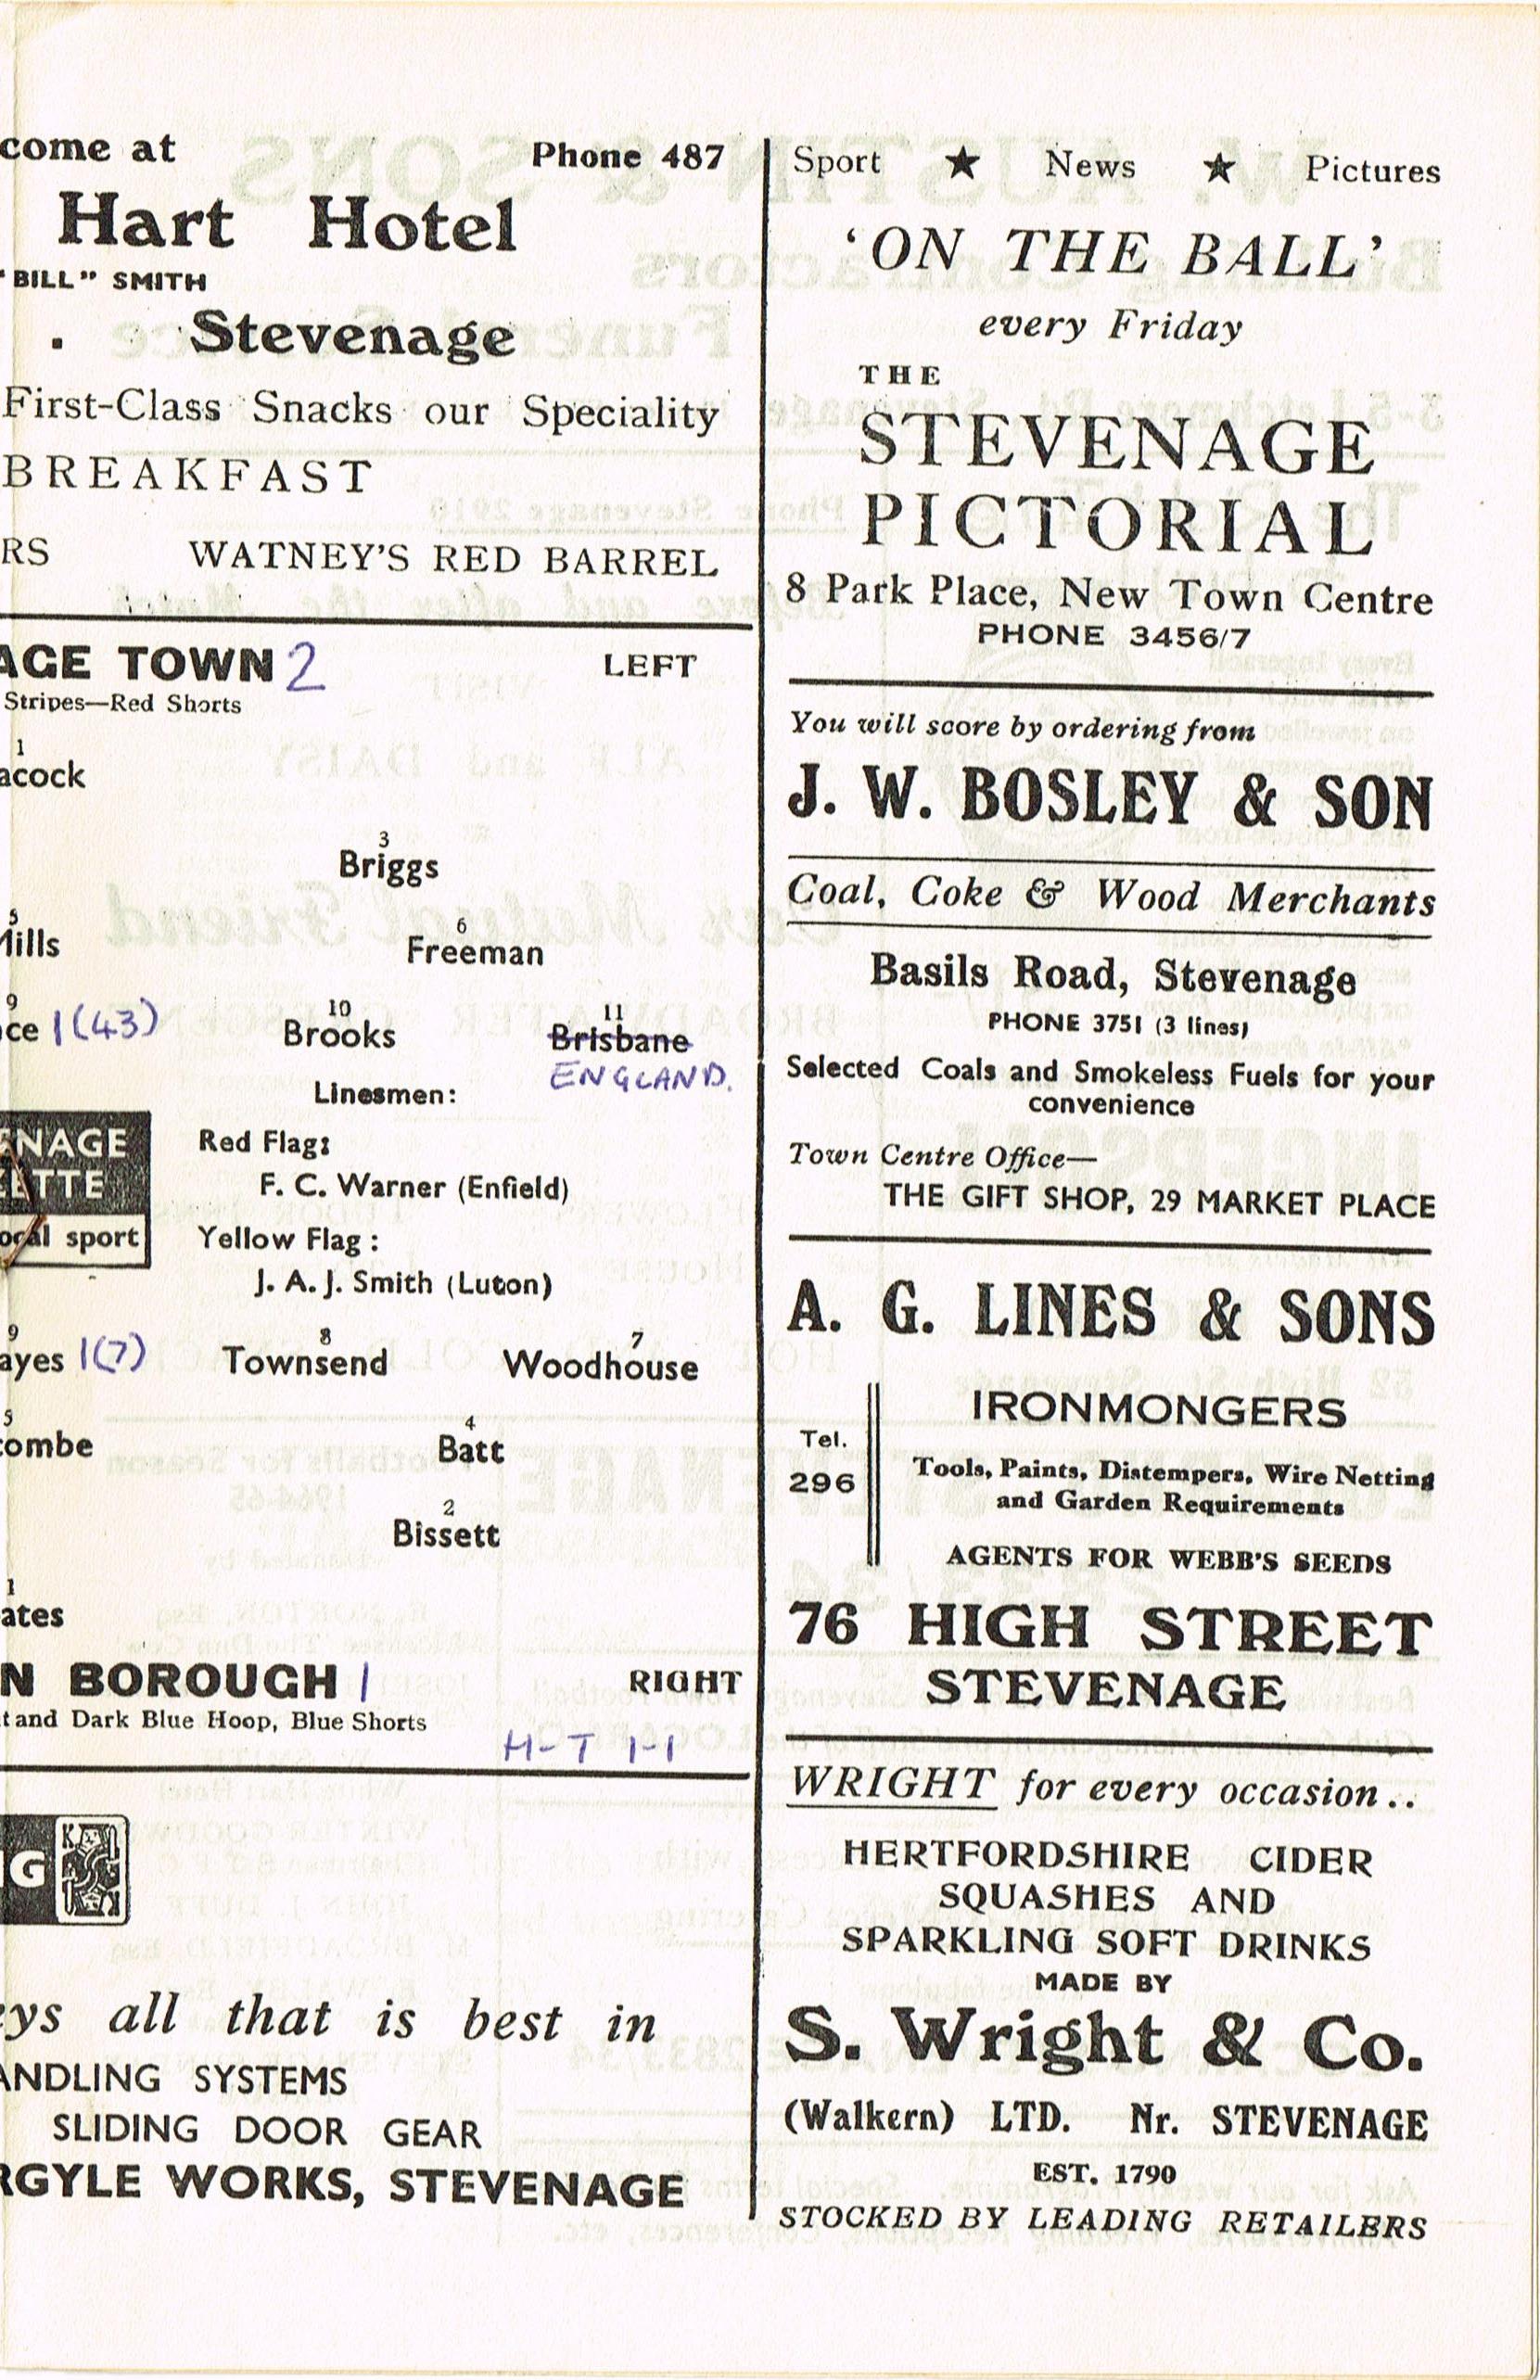 come at Phone 487
Hart Hotel
"BILL" SMITH
. Stevenage
First-Class Snacks our Speciality
BREAKFAST
RS WATNEY'S RED BARREL
AGE TOWN 2 LEFT
Stripes—Red Shorts
1
acock
3
Briggs
5 6
Mills Freeman
9 10 11
ce 1(43) Brooks Brisbane
ENGLAND.
Linesmen:
ENAGE
ETTE
ocal sport
Red Flag:
F. C. Warner (Enfield)
Yellow Flag :
J. A. J. Smith (Luton)
9 8 7
ayes 1(7) Townsend Woodhouse
5 4
combe Batt
2
Bissett
1
ates
N BOROUGH 1 RIGHT
t and Dark Blue Hoop, Blue Shorts
H-T 1-1
G K
eys all that is best in
ANDLING SYSTEMS
SLIDING DOOR GEAR
RGYLE WORKS, STEVENAGE
Sport ★ News ★ Pictures
'ON THE BALL'
every Friday
THE
STEVENAGE
PICTORIAL
8 Park Place, New Town Centre
PHONE 3456/7
You will score by ordering from
J. W. BOSLEY & SON
Coal, Coke & Wood Merchants
Basils Road, Stevenage
PHONE 3751 (3 lines)
Selected Coals and Smokeless Fuels for your
convenience
Town Centre Office—
THE GIFT SHOP, 29 MARKET PLACE
A. G. LINES & SONS
IRONMONGERS
Tel.
296
Tools, Paints, Distempers, Wire Netting
and Garden Requirements
AGENTS FOR WEBB'S SEEDS
76 HIGH STREET
STEVENAGE
WRIGHT for every occasion . .
HERTFORDSHIRE CIDER
SQUASHES AND
SPARKLING SOFT DRINKS
MADE BY
S. Wright & Co.
(Walkern) LTD. Nr. STEVENAGE
EST. 1790
STOCKED BY LEADING RETAILERS